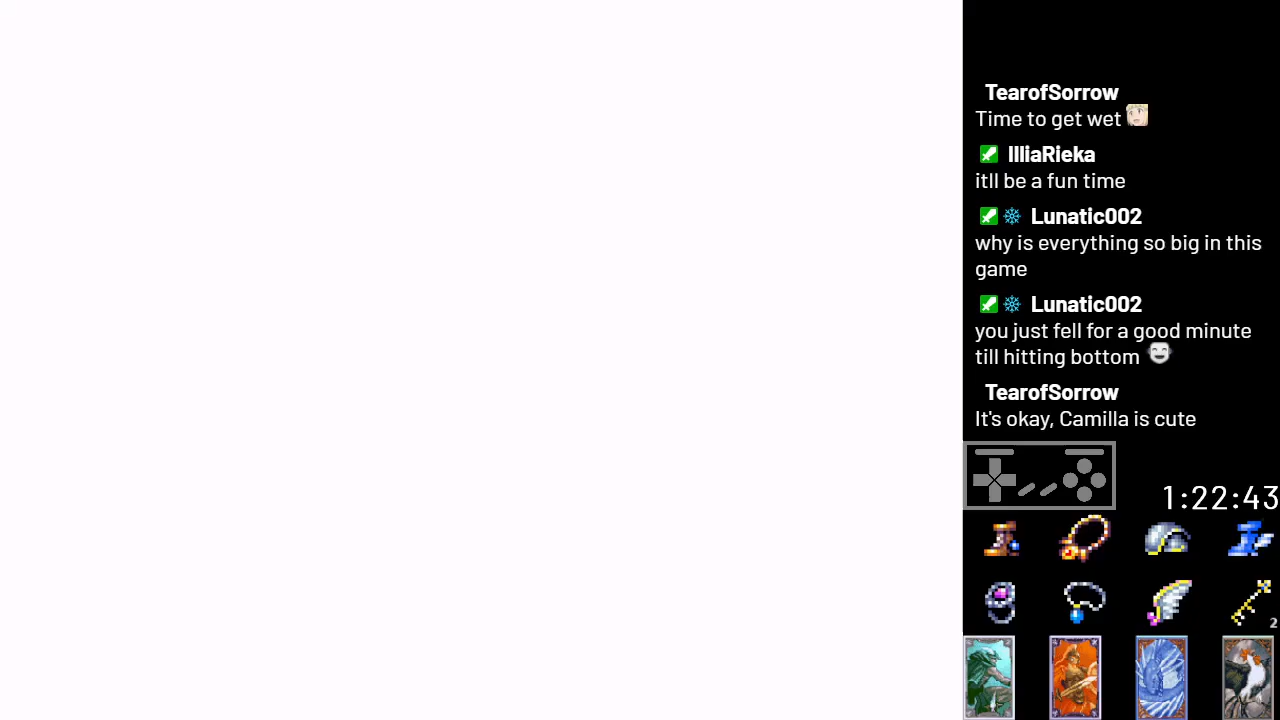 TearofSorrow
Time to get wet
IlliaRieka
itll be a fun time
Lunatic002
why is everything so big in this
game
Lunatic002
you just fell for a good minute
till hitting bottom
TearofSorrow
It's okay, Camilla is cute
1:22:43
2